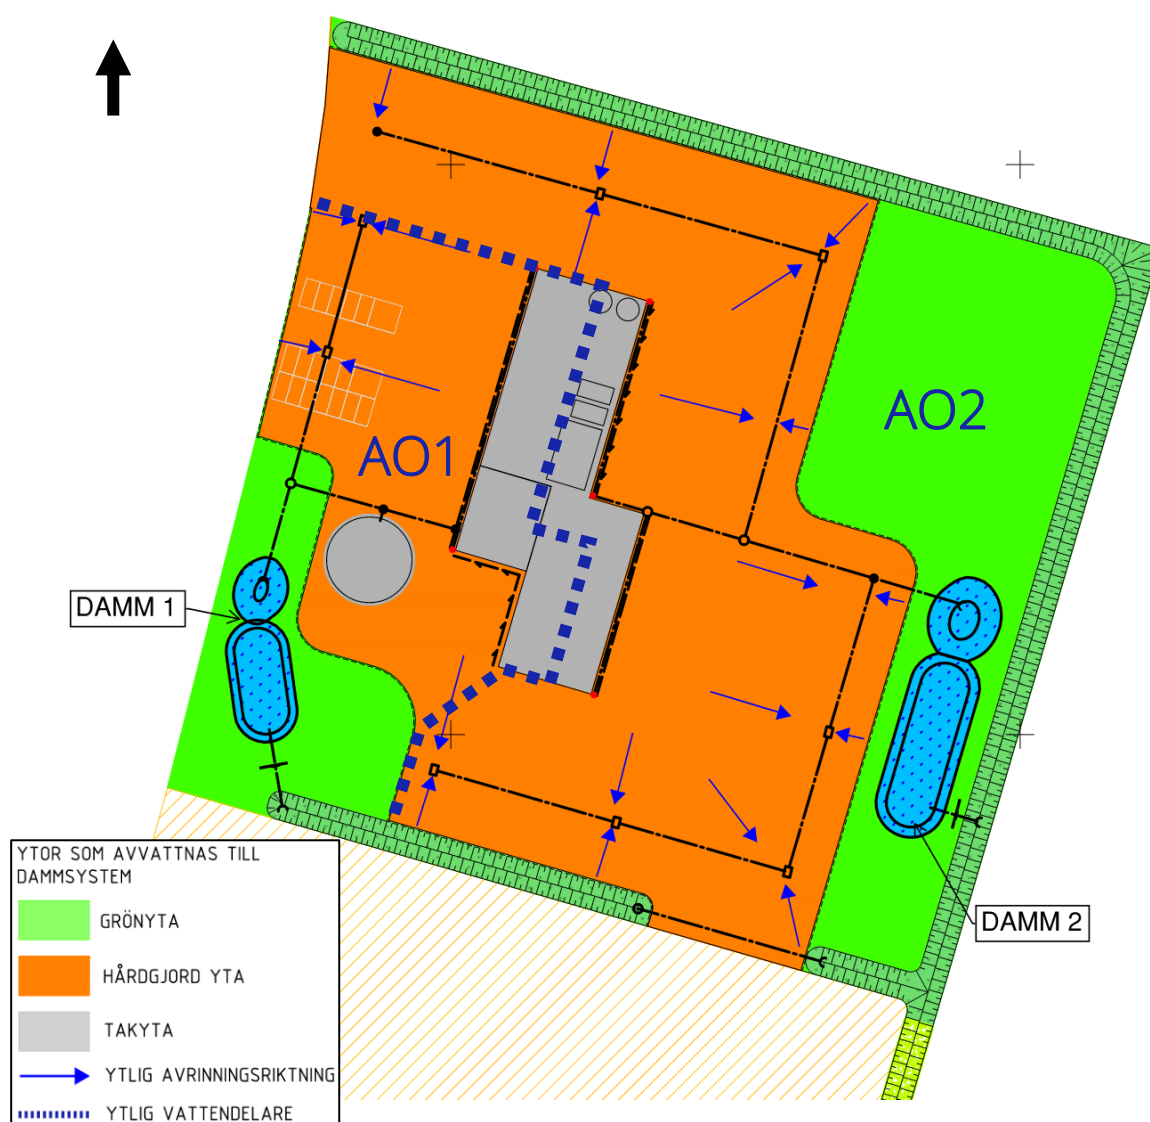 AO2
AO1
DAMM 1
DAMM 2
YTOR SOM AVVATTNAS TILL
DAMMSYSTEM
GRÖNYTA
HÅRDGJORD YTA
TAKYTA
YTLIG AVRINNINGSRIKTNING
YTLIG VATTENDELARE